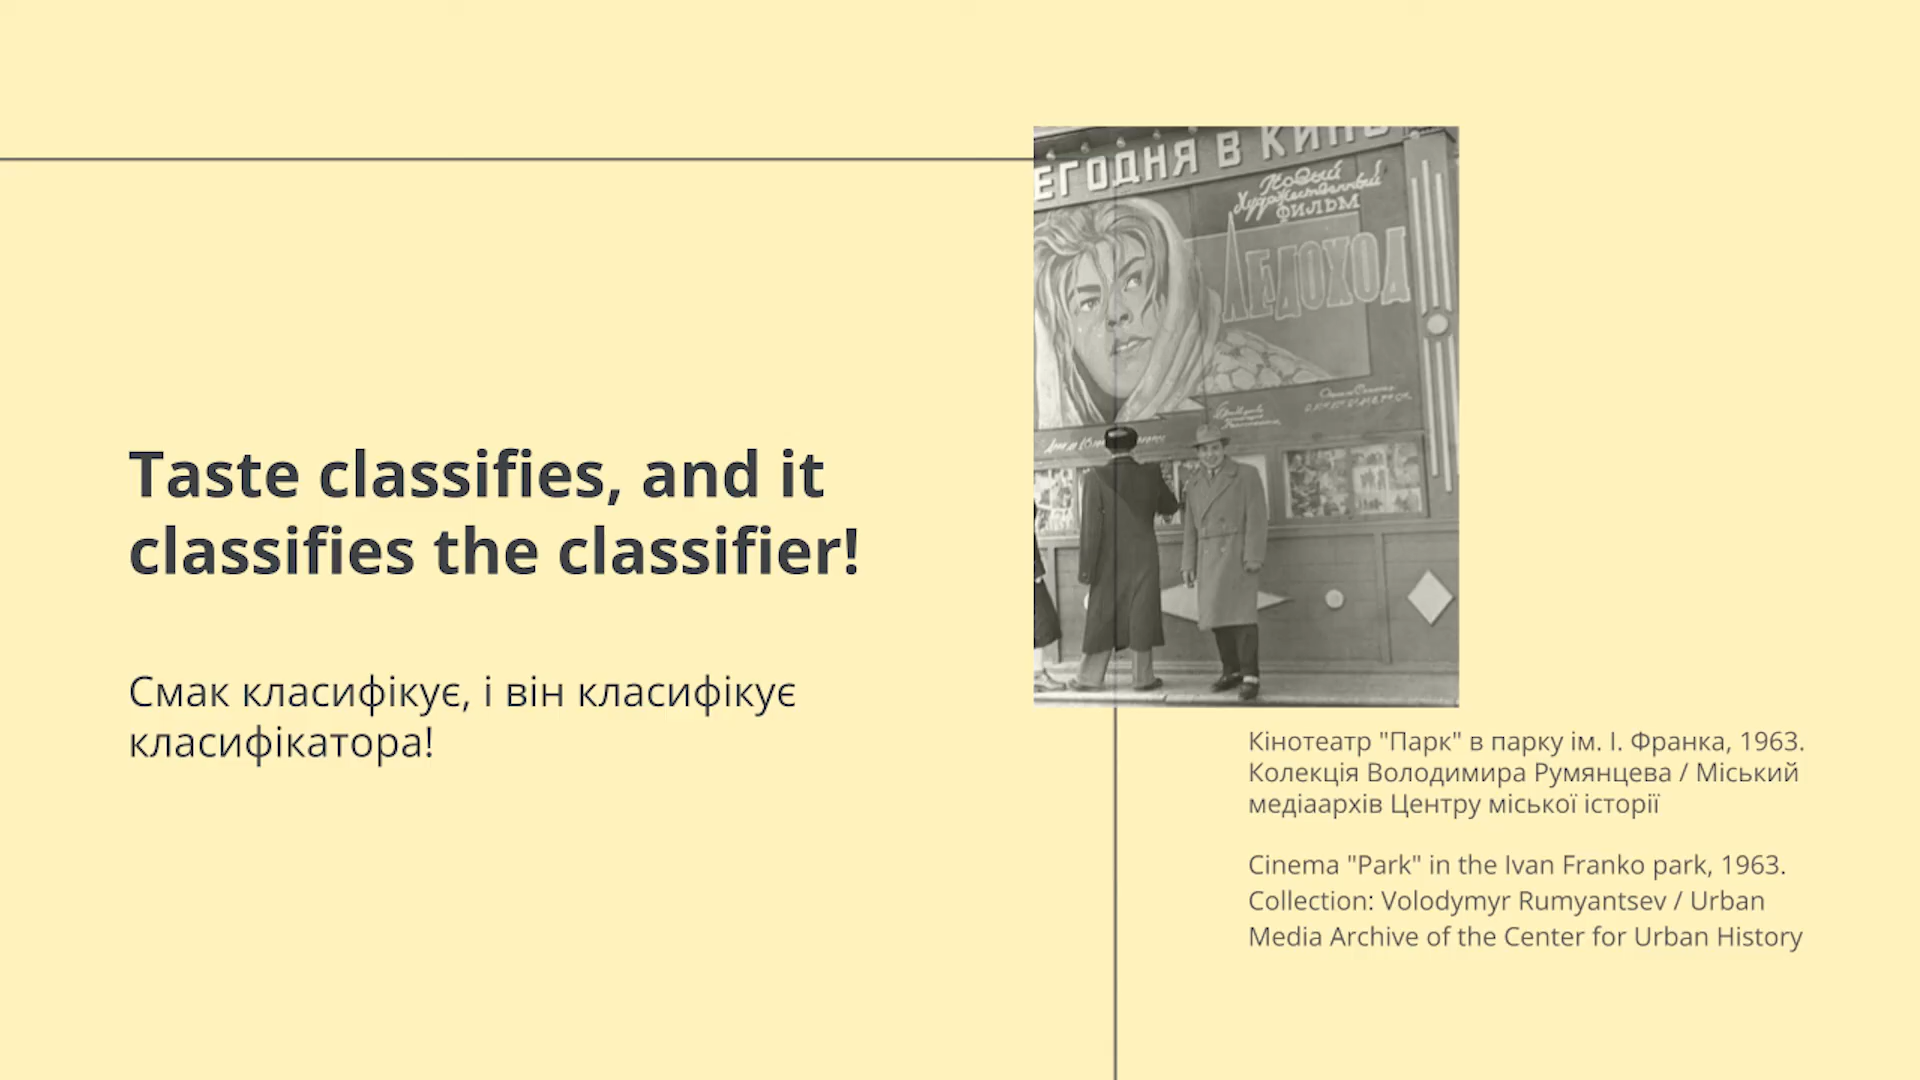 Taste classifies, and it
classifies the classifier!
Смак класифікує, і він класифікує
класифікатора!
ЕГОДНЯ В КИНО
Новый
Художественный
ФИЛЬМ
ЛЕДОХОД
Кінотеатр "Парк" в парку ім. І. Франка, 1963.
Колекція Володимира Румянцева / Міський
медіаархів Центру міської історії
Cinema "Park" in the Ivan Franko park, 1963.
Collection: Volodymyr Rumyantsev / Urban
Media Archive of the Center for Urban History